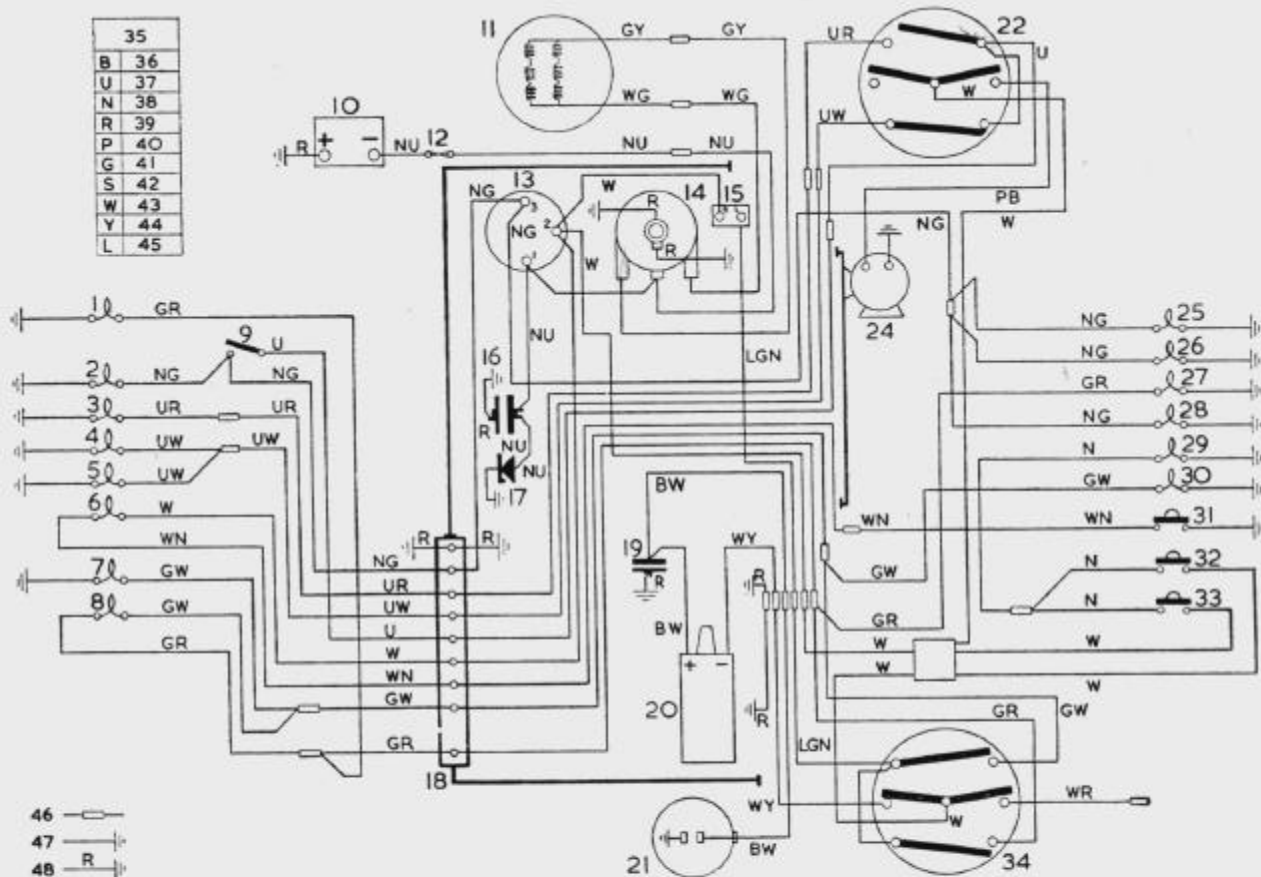 35
B 36
U 37
N 38
R 39
P 40
G 41
S 42
W 43
Y 44
L 45
11
GY GY
WG WG
10
R + - NU 12 NU NU
13
NG 3
NG 2
1
W
W
14
R
R
15
NU
LGN
22
UR
U
W
UW
PB
NG W
24
1 GR
9 U
2 NG NG
3 UR UR
4 UW UW
5 UW
6 W
WN
7 GW
8 GW
GR
16
R
NU
NU
17
R R
NG
UR
UW
U
W
WN
GW
GR
18
BW
19
R
BW
WY
20
+ -
R
R
21
BW
WY
LGN
NG 25
NG 26
GR 27
NG 28
N 29
GW 30
WN WN 31
GW
N 32
N 33
GR
W W
W W
GR GW
W
WR
34
46
47
48 R